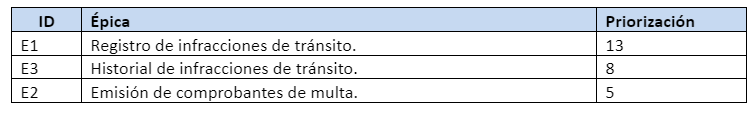 ID Épica Priorización
E1 Registro de infracciones de tránsito. 13
E3 Historial de infracciones de tránsito. 8
E2 Emisión de comprobantes de multa. 5